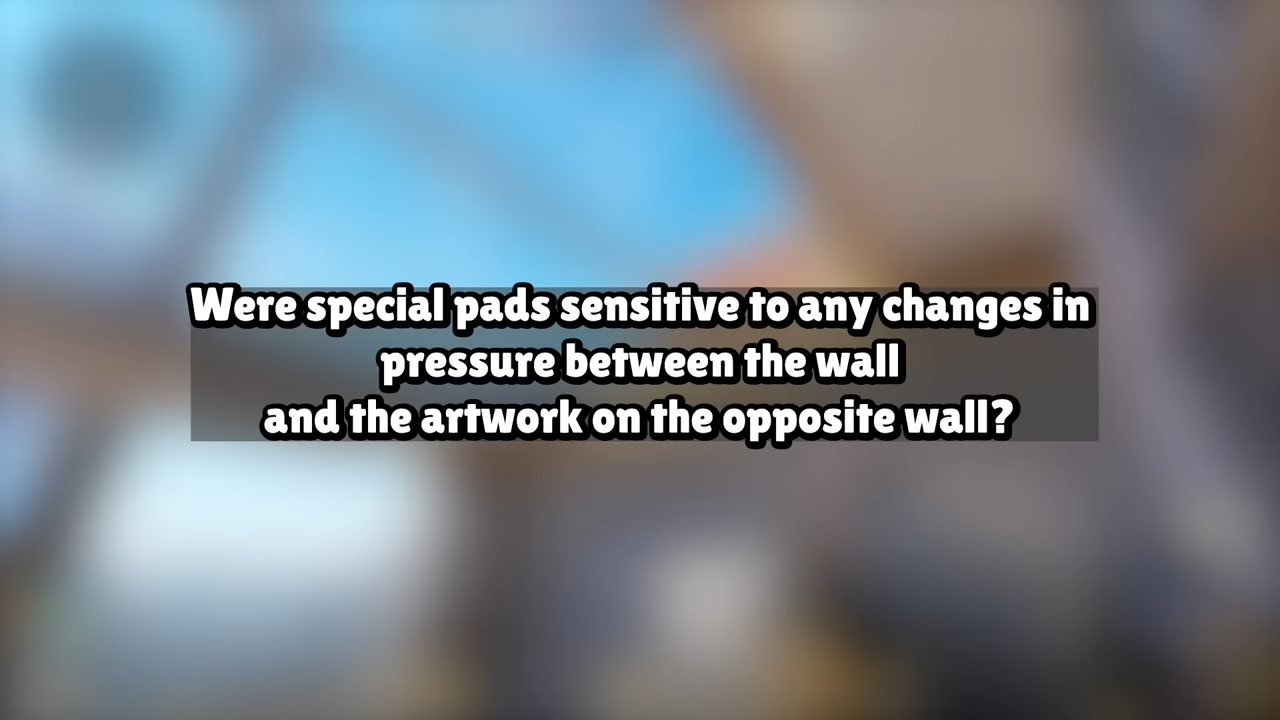 Were special pads sensitive to any changes in
pressure between the wall
and the artwork on the opposite wall?